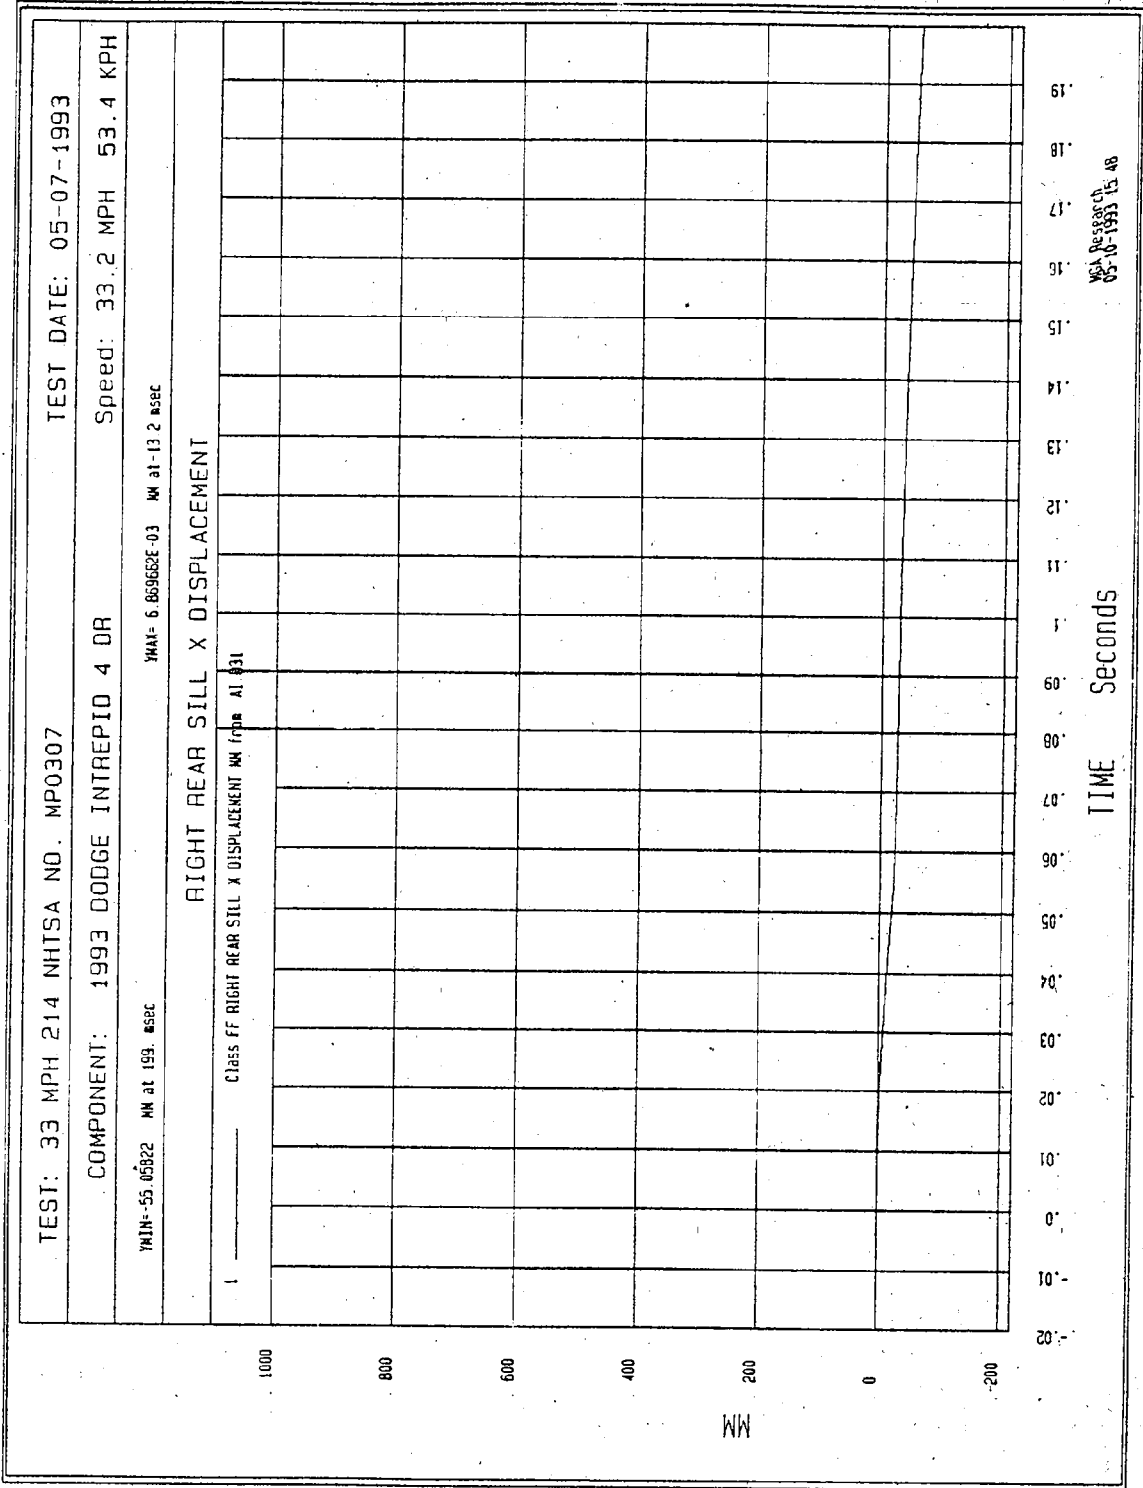 TEST: 33 MPH 214 NHTSA NO. MP0307 TEST DATE: 05-07-1993
COMPONENT: 1993 DODGE INTREPID 4 DR Speed: 33.2 MPH 53.4 KPH
YMIN=-55.05822 MM at 199. msec YMAX= 6.869662E-03 MM at-13.2 msec
RIGHT REAR SILL X DISPLACEMENT
1 Class FF RIGHT REAR SILL X DISPLACEMENT MM from AI.031
1000
800
600
400
200
0
-200
MM
-.02 -.01 0. .01 .02 .03 .04 .05 .06 .07 .08 .09 .1 .11 .12 .13 .14 .15 .16 .17 .18 .19
TIME Seconds
MGA Research
05-10-1993 15:48